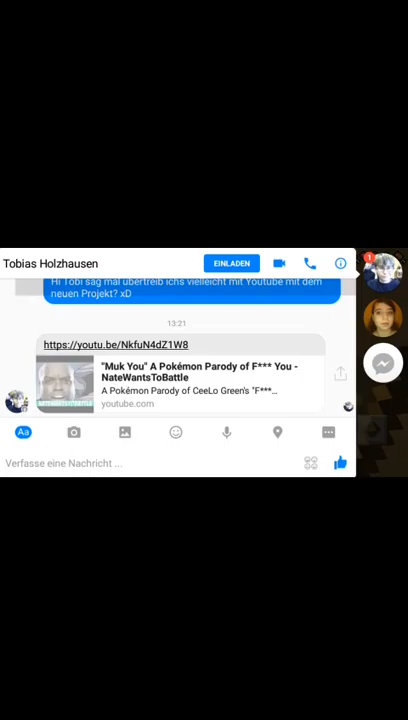 Tobias Holzhausen
EINLADEN
1
Hi Tobi sag mal übertreib ichs vielleicht mit Youtube mit dem
neuen Projekt? xD
13:21
https://youtu.be/NkfuN4dZ1W8
"Muk You" A Pokémon Parody of F*** You -
NateWantsToBattle
A Pokémon Parody of CeeLo Green's "F***…
youtube.com
Aa
Verfasse eine Nachricht ...